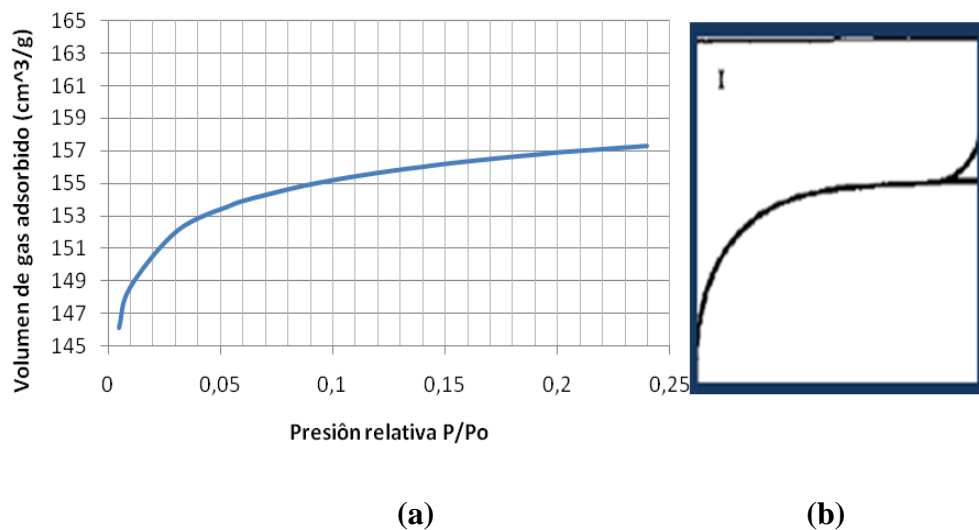 Volumen de gas adsorbido (cm^3/g)
165
163
161
159
157
155
153
151
149
147
145
0 0,05 0,1 0,15 0,2 0,25
Presiôn relativa P/Po
I
(a) (b)